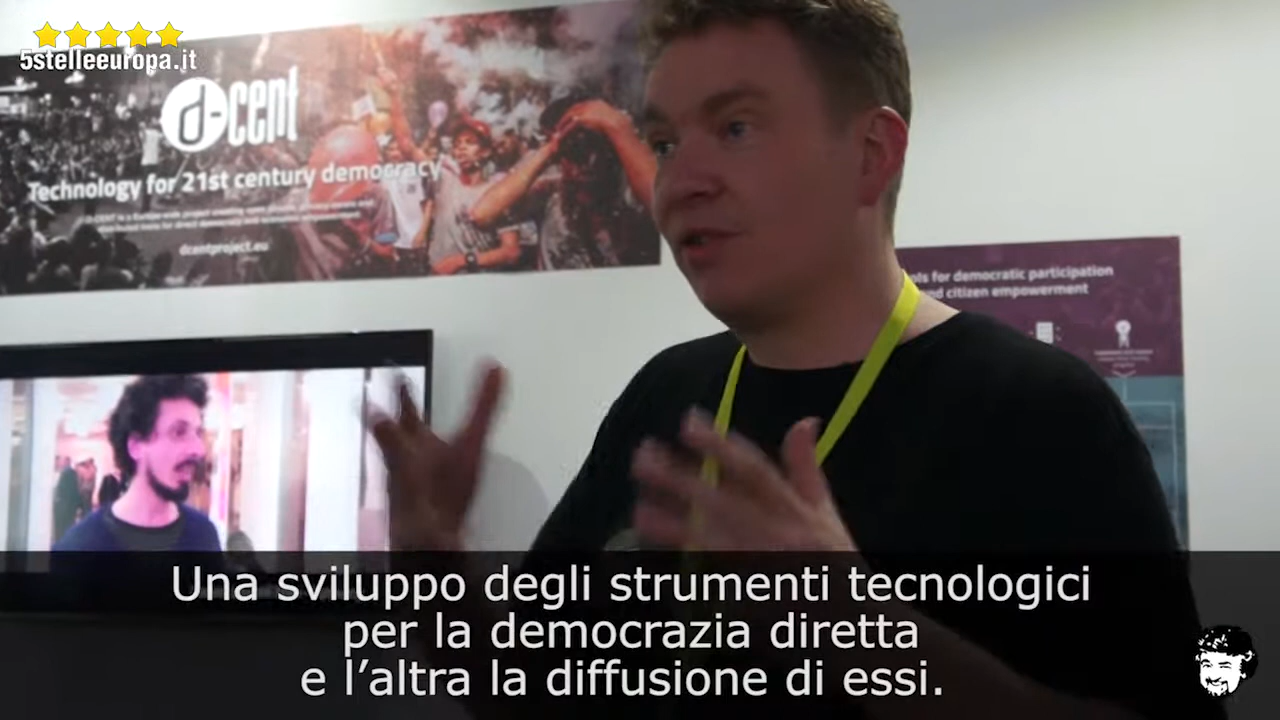 5stelleeuropa.it
d-cent
Technology for 21st century democracy
dcentproject.eu
ols for democratic participation
nd citizen empowerment
Una sviluppo degli strumenti tecnologici
per la democrazia diretta
e l'altra la diffusione di essi.